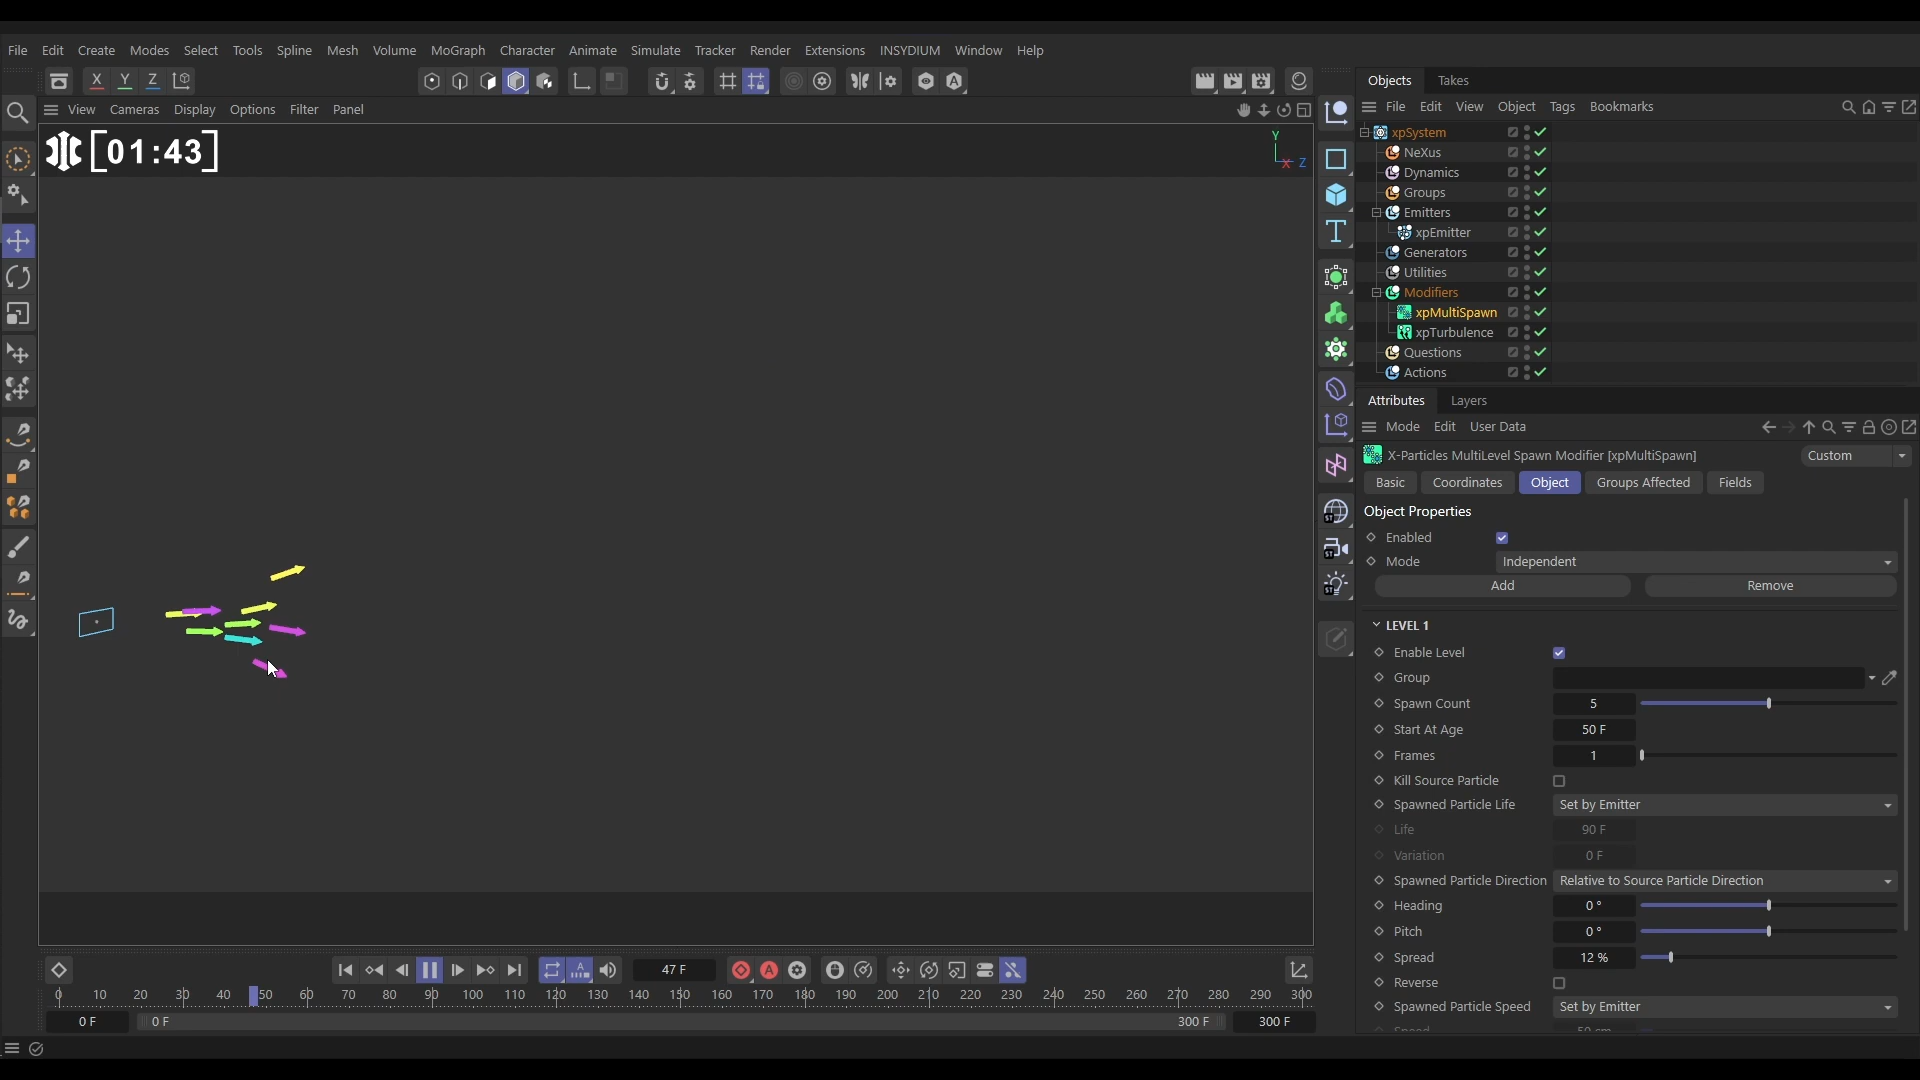 File Edit Create Modes Select Tools Spline Mesh Volume MoGraph Character Animate Simulate Tracker Render Extensions INSYDIUM Window Help
X Y Z
View Cameras Display Options Filter Panel
[01:43]
Y
X Z
Objects Takes
File Edit View Object Tags Bookmarks
xpSystem
NeXus
Dynamics
Groups
Emitters
xpEmitter
Generators
Utilities
Modifiers
xpMultiSpawn
xpTurbulence
Questions
Actions
Attributes Layers
Mode Edit User Data
X-Particles MultiLevel Spawn Modifier [xpMultiSpawn] Custom
Basic Coordinates Object Groups Affected Fields
Object Properties
Enabled
Mode Independent
Add Remove
LEVEL 1
Enable Level
Group
Spawn Count 5
Start At Age 50 F
Frames 1
Kill Source Particle
Spawned Particle Life Set by Emitter
Life 90 F
Variation 0 F
Spawned Particle Direction Relative to Source Particle Direction
Heading 0 °
Pitch 0 °
Spread 12 %
Reverse
Spawned Particle Speed Set by Emitter
Speed 50 cm
47 F
0 10 20 30 40 50 60 70 80 90 100 110 120 130 140 150 160 170 180 190 200 210 220 230 240 250 260 270 280 290 300
0 F 0 F 300 F 300 F